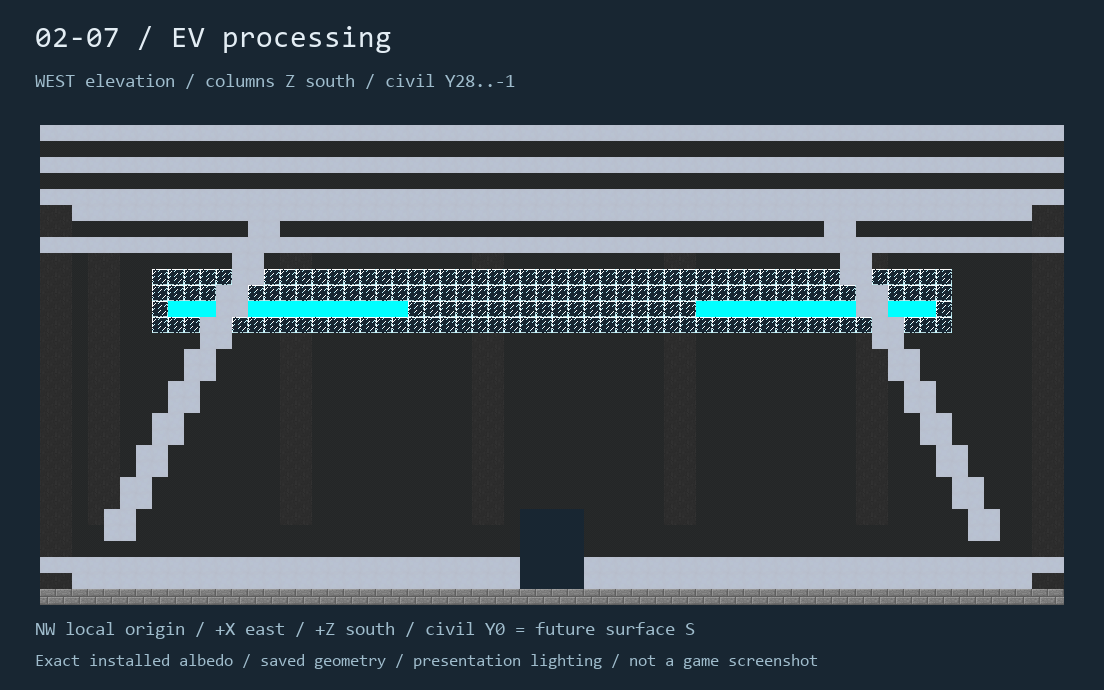 02-07 / EV processing
WEST elevation / columns Z south / civil Y28..-1
NW local origin / +X east / +Z south / civil Y0 = future surface S
Exact installed albedo / saved geometry / presentation lighting / not a game screenshot